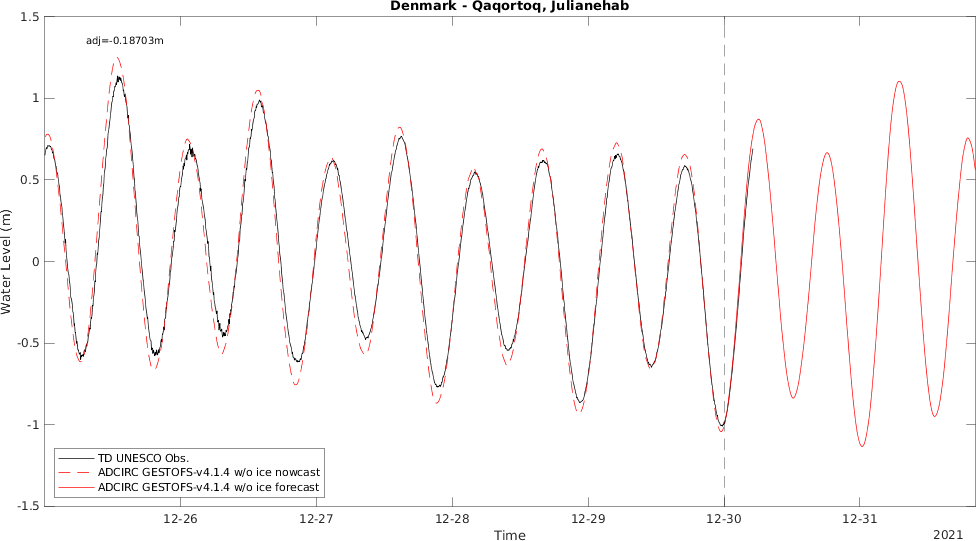 Denmark - Qaqortoq, Julianehab
adj=-0.18703m
1.5
1
0.5
0
-0.5
-1
-1.5
Water Level (m)
TD UNESCO Obs.
ADCIRC GESTOFS-v4.1.4 w/o ice nowcast
ADCIRC GESTOFS-v4.1.4 w/o ice forecast
12-26 12-27 12-28 12-29 12-30 12-31
Time
2021